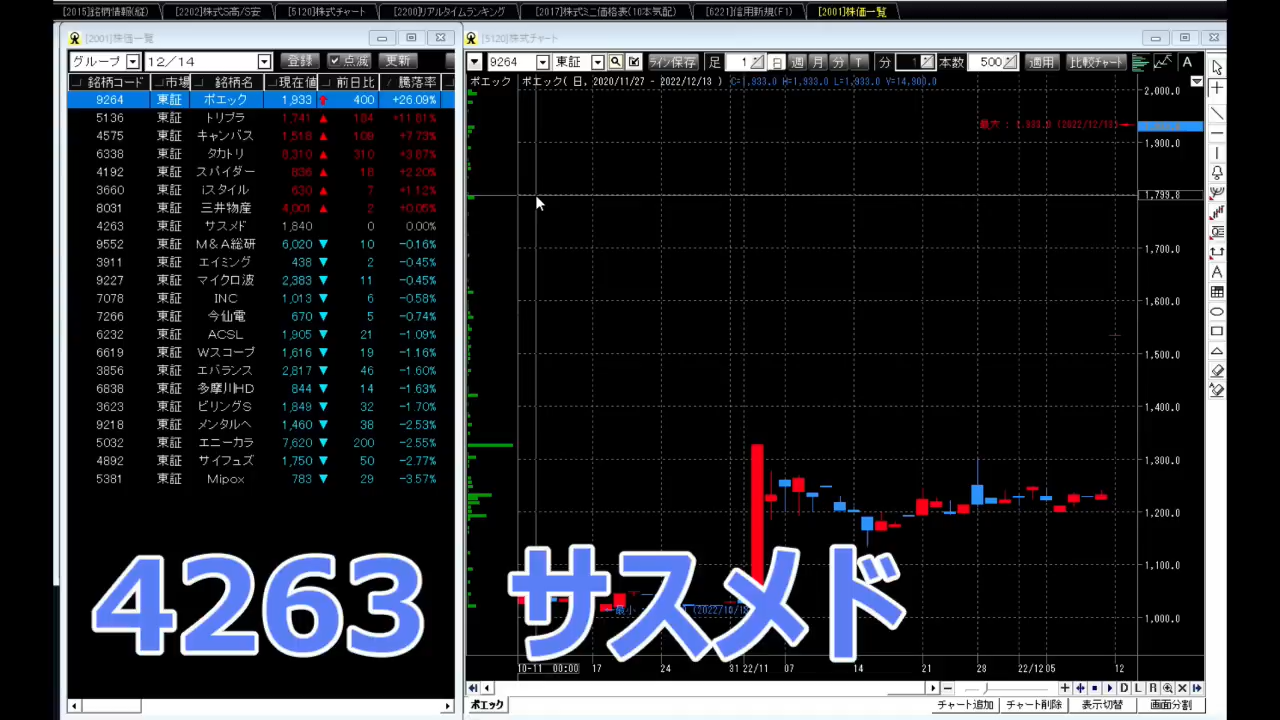 [2015]銘柄情報(縦) [2202]株式S高/S安 [5120]株式チャート [2200]リアルタイムランキング [2017]株式ミニ価格表(10本気配) [6221]信用新規(F1) [2001]株価一覧
[2001]株価一覧
グループ 12/14 登録 点滅 更新
銘柄コード 市場 銘柄名 現在値 前日比 騰落率
9264 東証 ポエック 1,933 ↑ 400 +26.09%
5136 東証 トリプラ 1,741 ▲ 184 +11.81%
4575 東証 キャンバス 1,518 ▲ 109 +7.73%
6338 東証 タカトリ 8,310 ▲ 310 +3.87%
4192 東証 スパイダー 836 ▲ 18 +2.20%
3660 東証 iスタイル 630 ▲ 7 +1.12%
8031 東証 三井物産 4,001 ▲ 2 +0.05%
4263 東証 サスメド 1,840 0 0.00%
9552 東証 M&A総研 6,020 ▼ 10 -0.16%
3911 東証 エイミング 438 ▼ 2 -0.45%
9227 東証 マイクロ波 2,383 ▼ 11 -0.45%
7078 東証 INC 1,013 ▼ 6 -0.58%
7266 東証 今仙電 670 ▼ 5 -0.74%
6232 東証 ACSL 1,905 ▼ 21 -1.09%
6619 東証 Wスコープ 1,616 ▼ 19 -1.16%
3856 東証 エバランス 2,817 ▼ 46 -1.60%
6838 東証 多摩川HD 844 ▼ 14 -1.63%
3623 東証 ビリングS 1,849 ▼ 32 -1.70%
9218 東証 メンタルヘ 1,460 ▼ 38 -2.53%
5032 東証 エニーカラ 7,620 ▼ 200 -2.55%
4892 東証 サイフューズ 1,750 ▼ 50 -2.77%
5381 東証 Mipox 783 ▼ 29 -3.57%
[5120]株式チャート
9264 東証 ライン保存 足 1 日 週 月 分 T 分 1 本数 500 適用 比較チャート A
ポエック ポエック( 日, 2020/11/27 - 2022/12/13 ) C=1,933.0 H=1,933.0 L=1,933.0 V=14,900.0
2,000.0
最大 : 1,933.0 (2022/12/13)
1,900.0
1,799.8
1,700.0
1,600.0
1,500.0
1,400.0
1,300.0
1,200.0
1,100.0
1,000.0
10-11 00:00 17 24 31 22/11 07 14 21 28 22/12 05 12
D L R
ポエック チャート追加 チャート削除 表示切替 画面分割
4263 サスメド